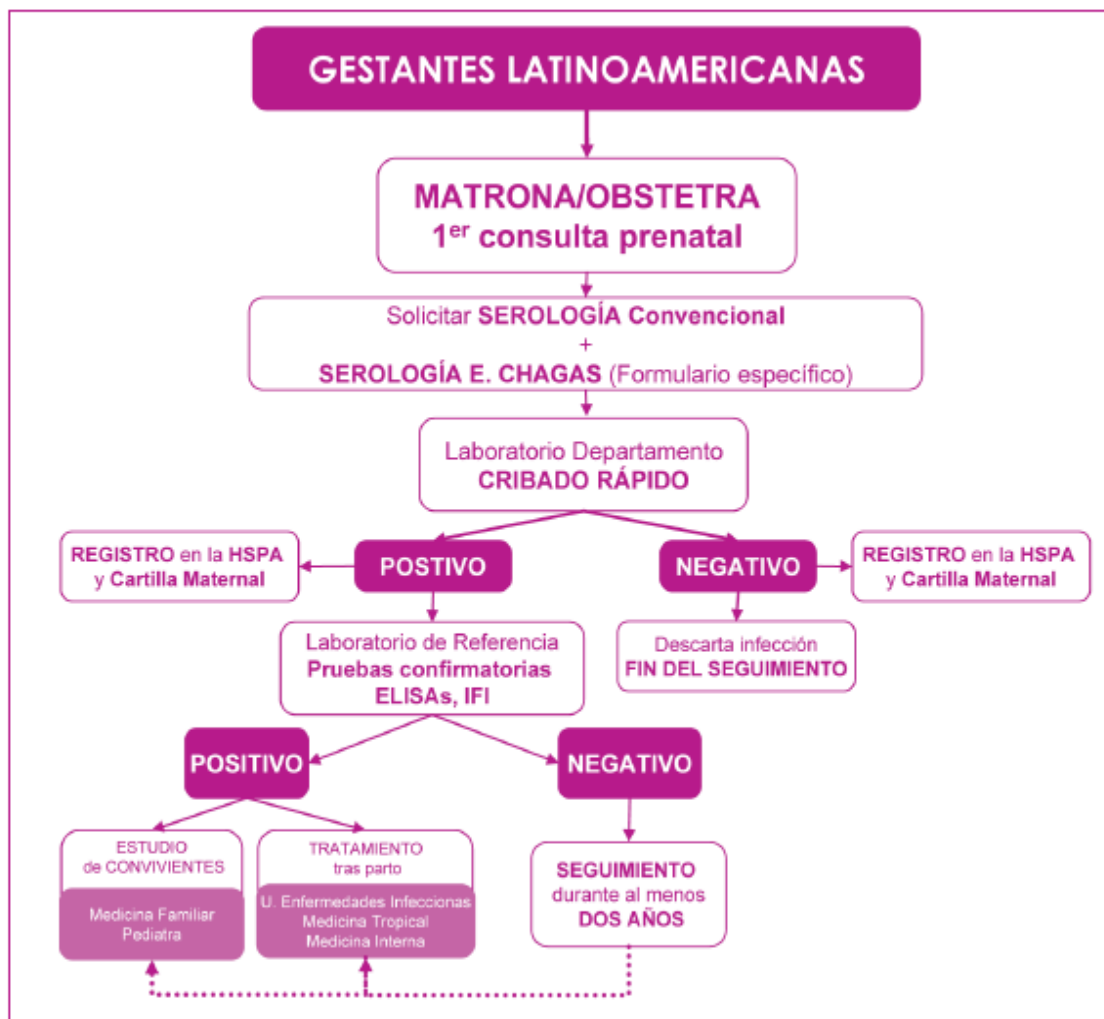 GESTANTES LATINOAMERICANAS
MATRONA/OBSTETRA
1er consulta prenatal
Solicitar SEROLOGÍA Convencional
+
SEROLOGÍA E. CHAGAS (Formulario específico)
Laboratorio Departamento
CRIBADO RÁPIDO
REGISTRO en la HSPA
y Cartilla Maternal
POSTIVO
NEGATIVO
REGISTRO en la HSPA
y Cartilla Maternal
Laboratorio de Referencia
Pruebas confirmatorias
ELISAs, IFI
Descarta infección
FIN DEL SEGUIMIENTO
POSITIVO
NEGATIVO
ESTUDIO
de CONVIVIENTES
Medicina Familiar
Pediatra
TRATAMIENTO
tras parto
U. Enfermedades Infeccionas
Medicina Tropical
Medicina Interna
SEGUIMIENTO
durante al menos
DOS AÑOS